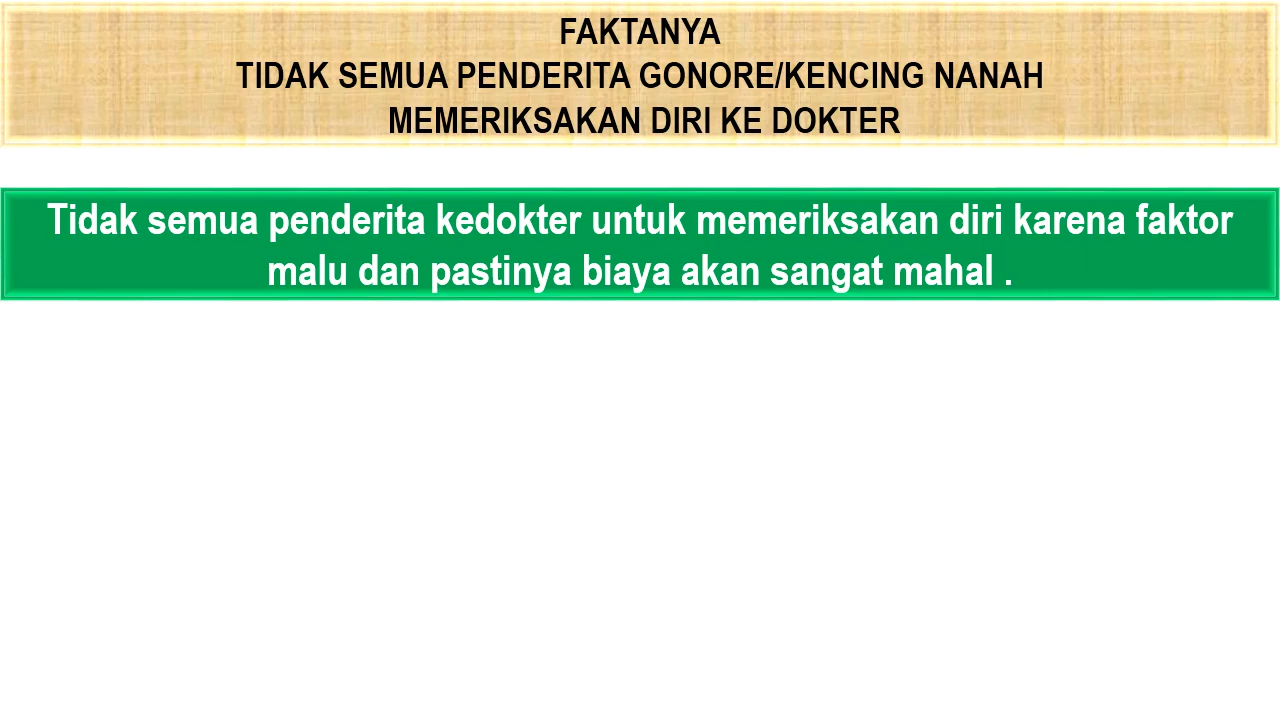 FAKTANYA
TIDAK SEMUA PENDERITA GONORE/KENCING NANAH
MEMERIKSAKAN DIRI KE DOKTER
Tidak semua penderita kedokter untuk memeriksakan diri karena faktor
malu dan pastinya biaya akan sangat mahal .